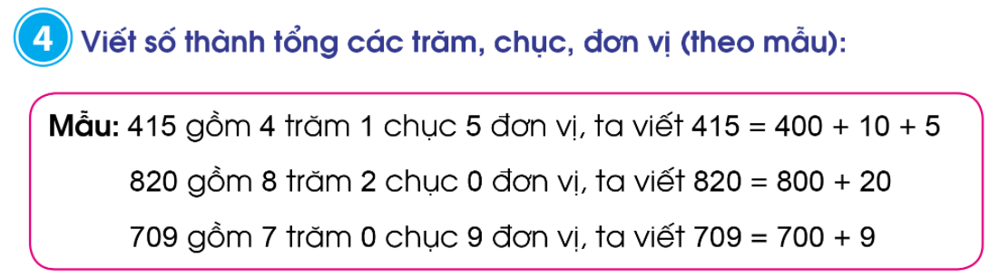 4 Viết số thành tổng các trăm, chục, đơn vị (theo mẫu):
Mẫu: 415 gồm 4 trăm 1 chục 5 đơn vị, ta viết 415 = 400 + 10 + 5
820 gồm 8 trăm 2 chục 0 đơn vị, ta viết 820 = 800 + 20
709 gồm 7 trăm 0 chục 9 đơn vị, ta viết 709 = 700 + 9